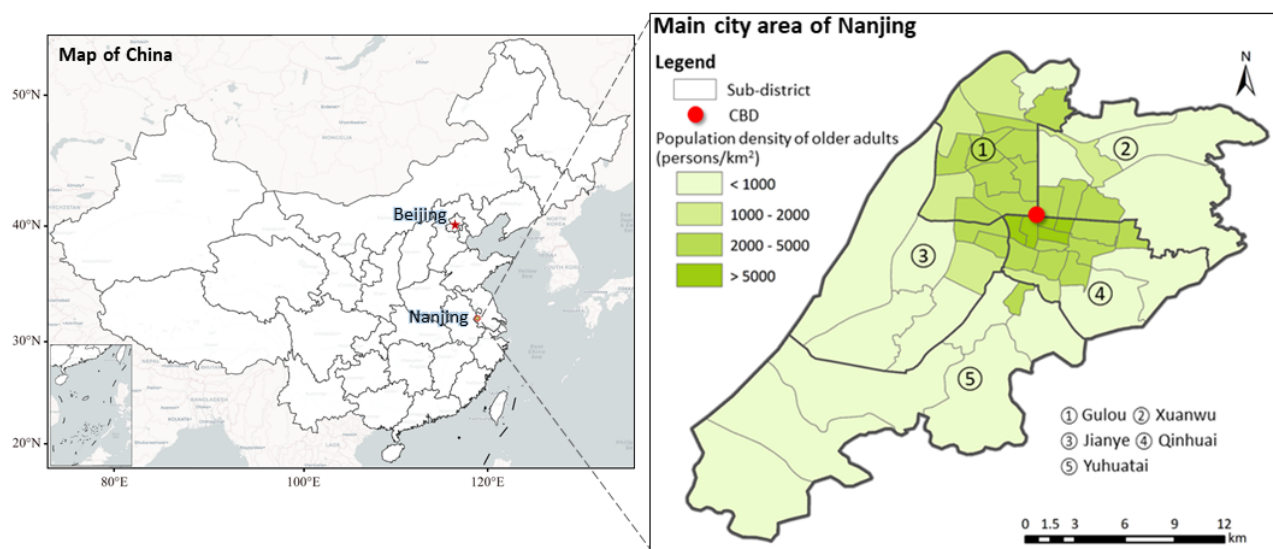 Map of China
50°N
40°N
30°N
20°N
80°E
100°E
120°E
Beijing
Nanjing
Main city area of Nanjing
Legend
Sub-district
CBD
Population density of older adults
(persons/km²)
< 1000
1000 - 2000
2000 - 5000
> 5000
N
①
②
③
④
⑤
① Gulou ② Xuanwu
③ Jianye ④ Qinhuai
⑤ Yuhuatai
0 1.5 3 6 9 12
km